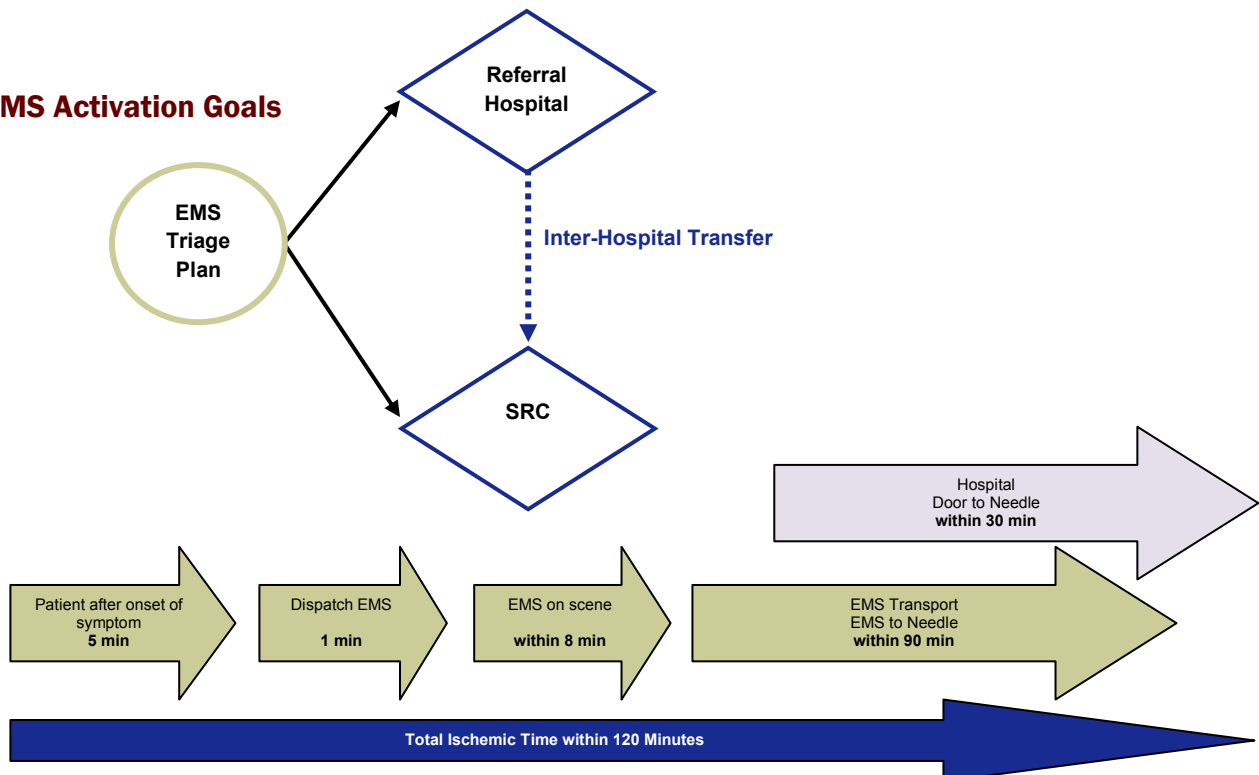 MS Activation Goals
Referral
Hospital
EMS
Triage
Plan
Inter-Hospital Transfer
SRC
Hospital
Door to Needle
within 30 min
Patient after onset of
symptom
5 min
Dispatch EMS
1 min
EMS on scene
within 8 min
EMS Transport
EMS to Needle
within 90 min
Total Ischemic Time within 120 Minutes